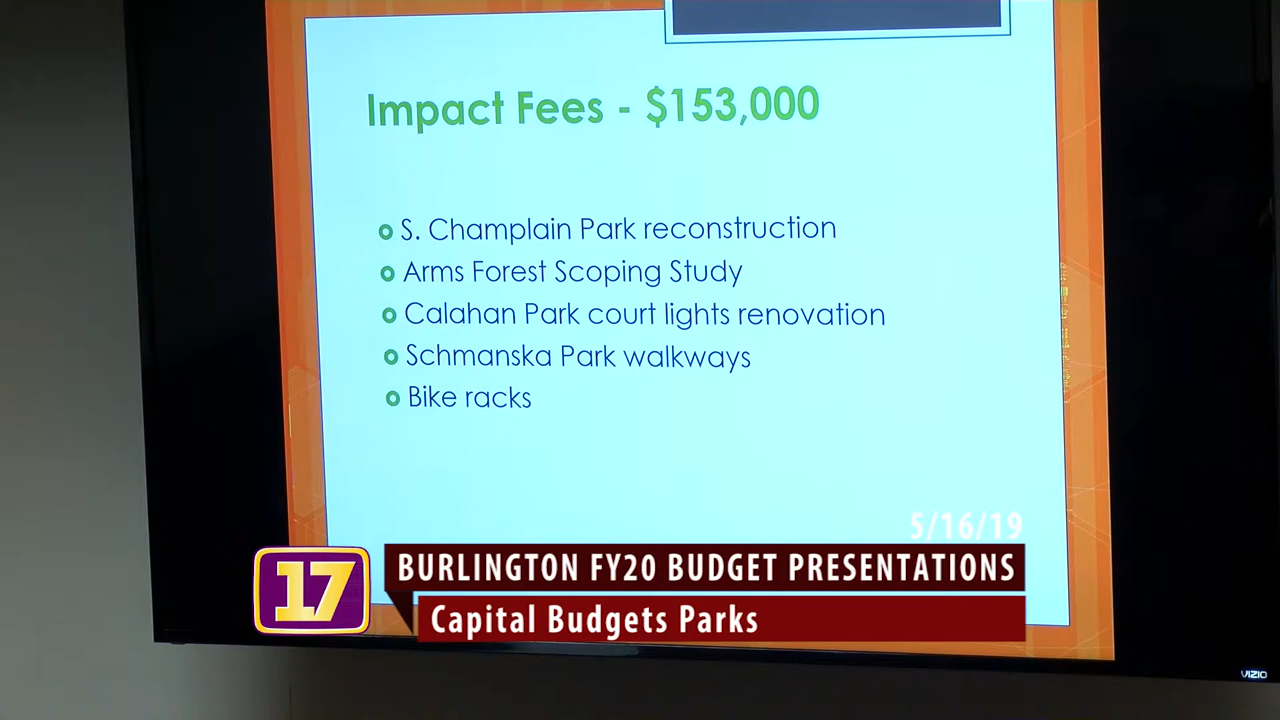 Impact Fees - $153,000
S. Champlain Park reconstruction
Arms Forest Scoping Study
Calahan Park court lights renovation
Schmanska Park walkways
Bike racks
5/16/19
17
BURLINGTON FY20 BUDGET PRESENTATIONS
Capital Budgets Parks
VIZIO